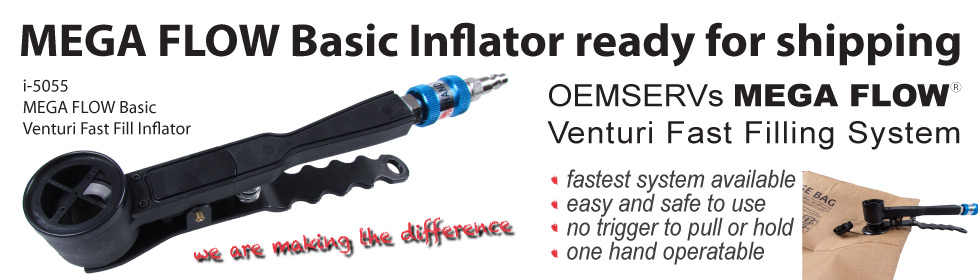 MEGA FLOW Basic Inflator ready for shipping
i-5055
MEGA FLOW Basic
Venturi Fast Fill Inflator
OEMSERVs MEGA FLOW®
Venturi Fast Filling System
fastest system available
easy and safe to use
no trigger to pull or hold
one hand operatable
we are making the difference
BAG